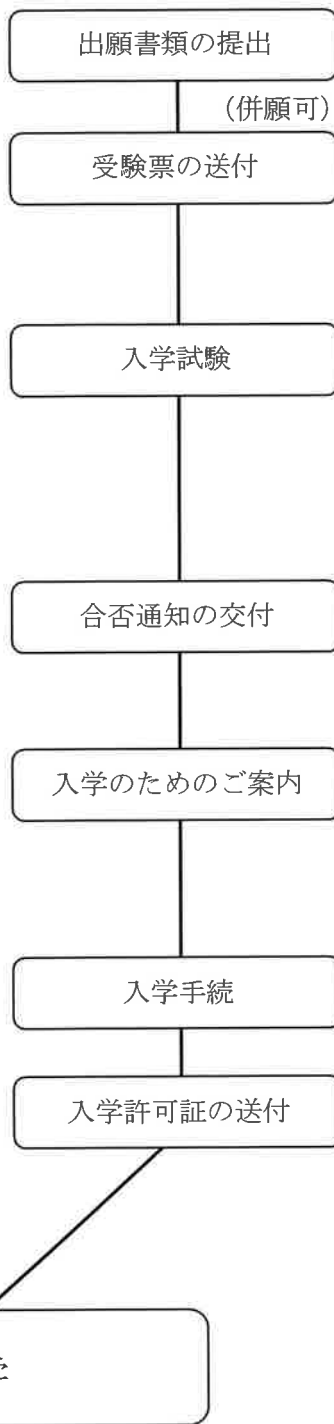 出願書類の提出
(併願可)
受験票の送付
入学試験
合否通知の交付
入学のためのご案内
入学手続
入学許可証の送付